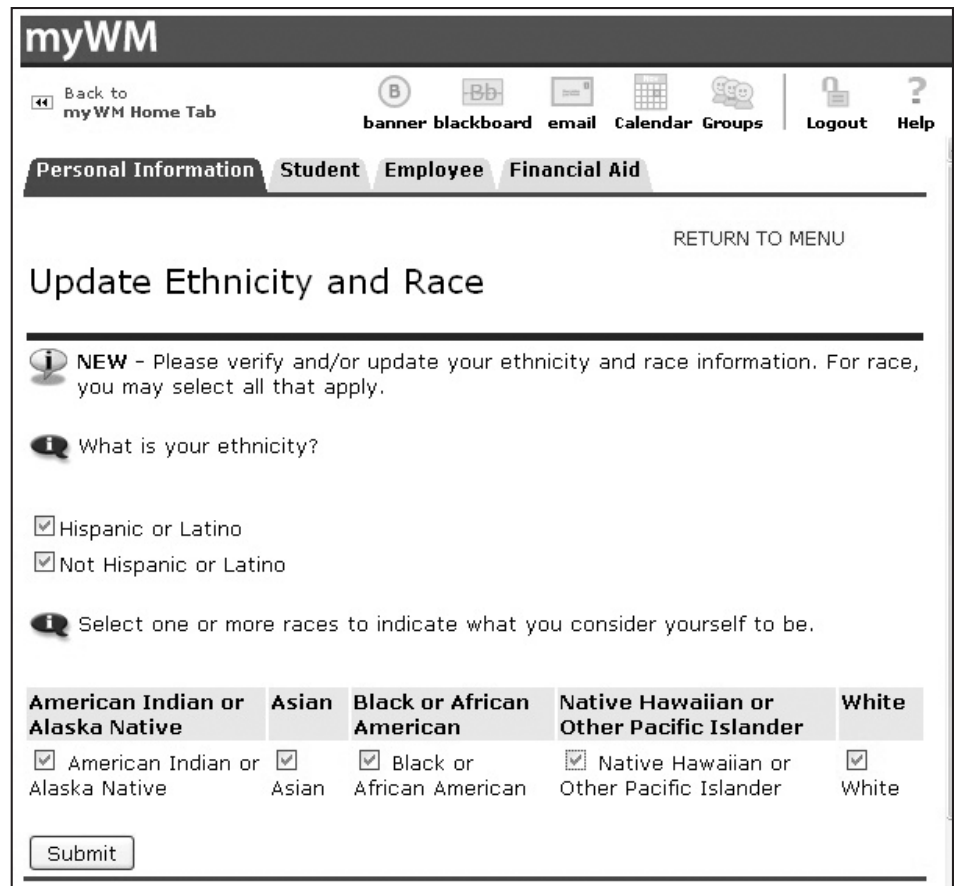 myWM
Back to
myWM Home Tab
B
Bb
Nov
banner blackboard email Calendar Groups Logout Help
?
Personal Information Student Employee Financial Aid
RETURN TO MENU
Update Ethnicity and Race
NEW - Please verify and/or update your ethnicity and race information. For race,
you may select all that apply.
What is your ethnicity?
Hispanic or Latino
Not Hispanic or Latino
Select one or more races to indicate what you consider yourself to be.
American Indian or
Alaska Native
Asian
Black or African
American
Native Hawaiian or
Other Pacific Islander
White
American Indian or
Alaska Native
Asian
Black or
African American
Native Hawaiian or
Other Pacific Islander
White
Submit